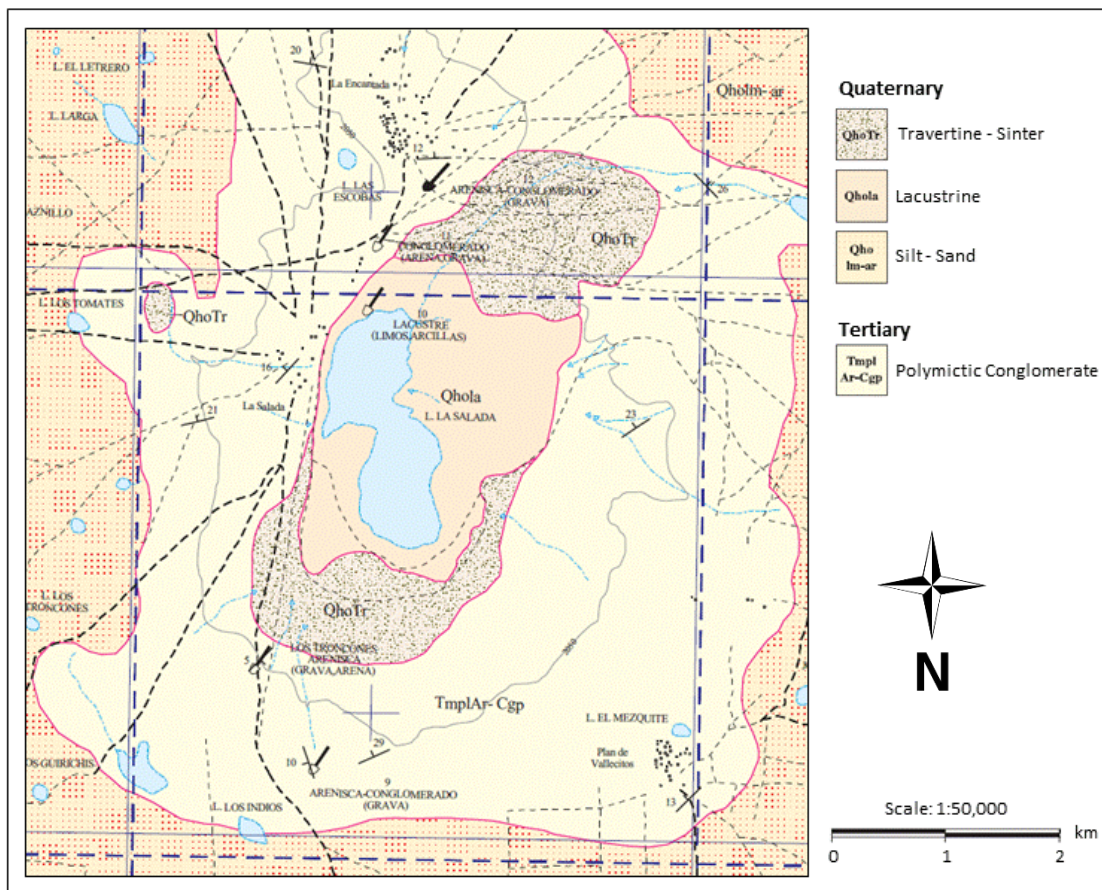 20
L. EL LETRERO
La Encantada
L. LARGA
Qholm- ar
2050
12
L. LAS
ESCOBAS
12
ARENISCA-CONGLOMERADO
(GRAVA)
26
AZNILLO
11
CONGLOMERADO
(ARENA,GRAVA)
QhoTr
L. LOS TOMATES
QhoTr
10
LACUSTRE
(LIMOS,ARCILLAS)
16
Qhola
L. LA SALADA
La Salada
21
23
L. LOS
TRONCONES
QhoTr
LOS TRONCONES
ARENISCA
(GRAVA,ARENA)
5
2050
TmplAr- Cgp
L. EL MEZQUITE
29
10
Plan de
Vallecitos
OS GUIRICHIS
9
ARENISCA-CONGLOMERADO
(GRAVA)
13
L. LOS INDIOS
Quaternary
QhoTr Travertine - Sinter
Qhola Lacustrine
Qho
lm-ar Silt - Sand
Tertiary
Tmpl
Ar-Cgp Polymictic Conglomerate
N
Scale: 1:50,000
km
0 1 2